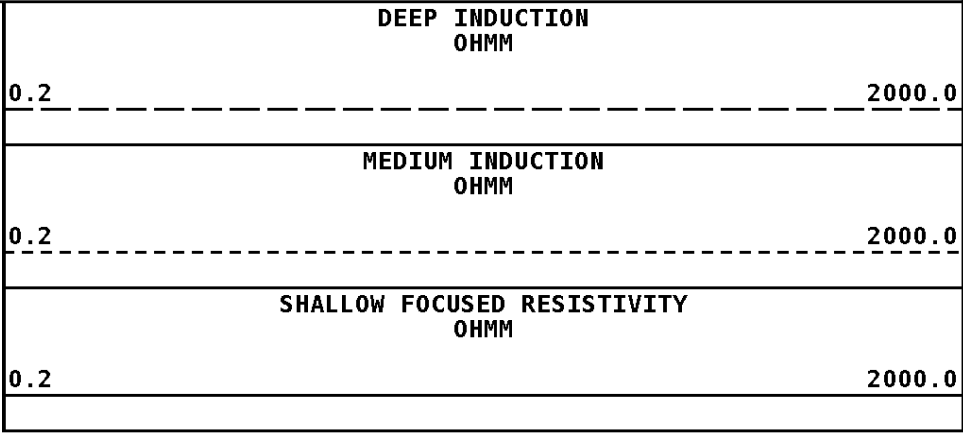 DEEP INDUCTION
OHMM
0.2 2000.0
MEDIUM INDUCTION
OHMM
0.2 2000.0
SHALLOW FOCUSED RESISTIVITY
OHMM
0.2 2000.0